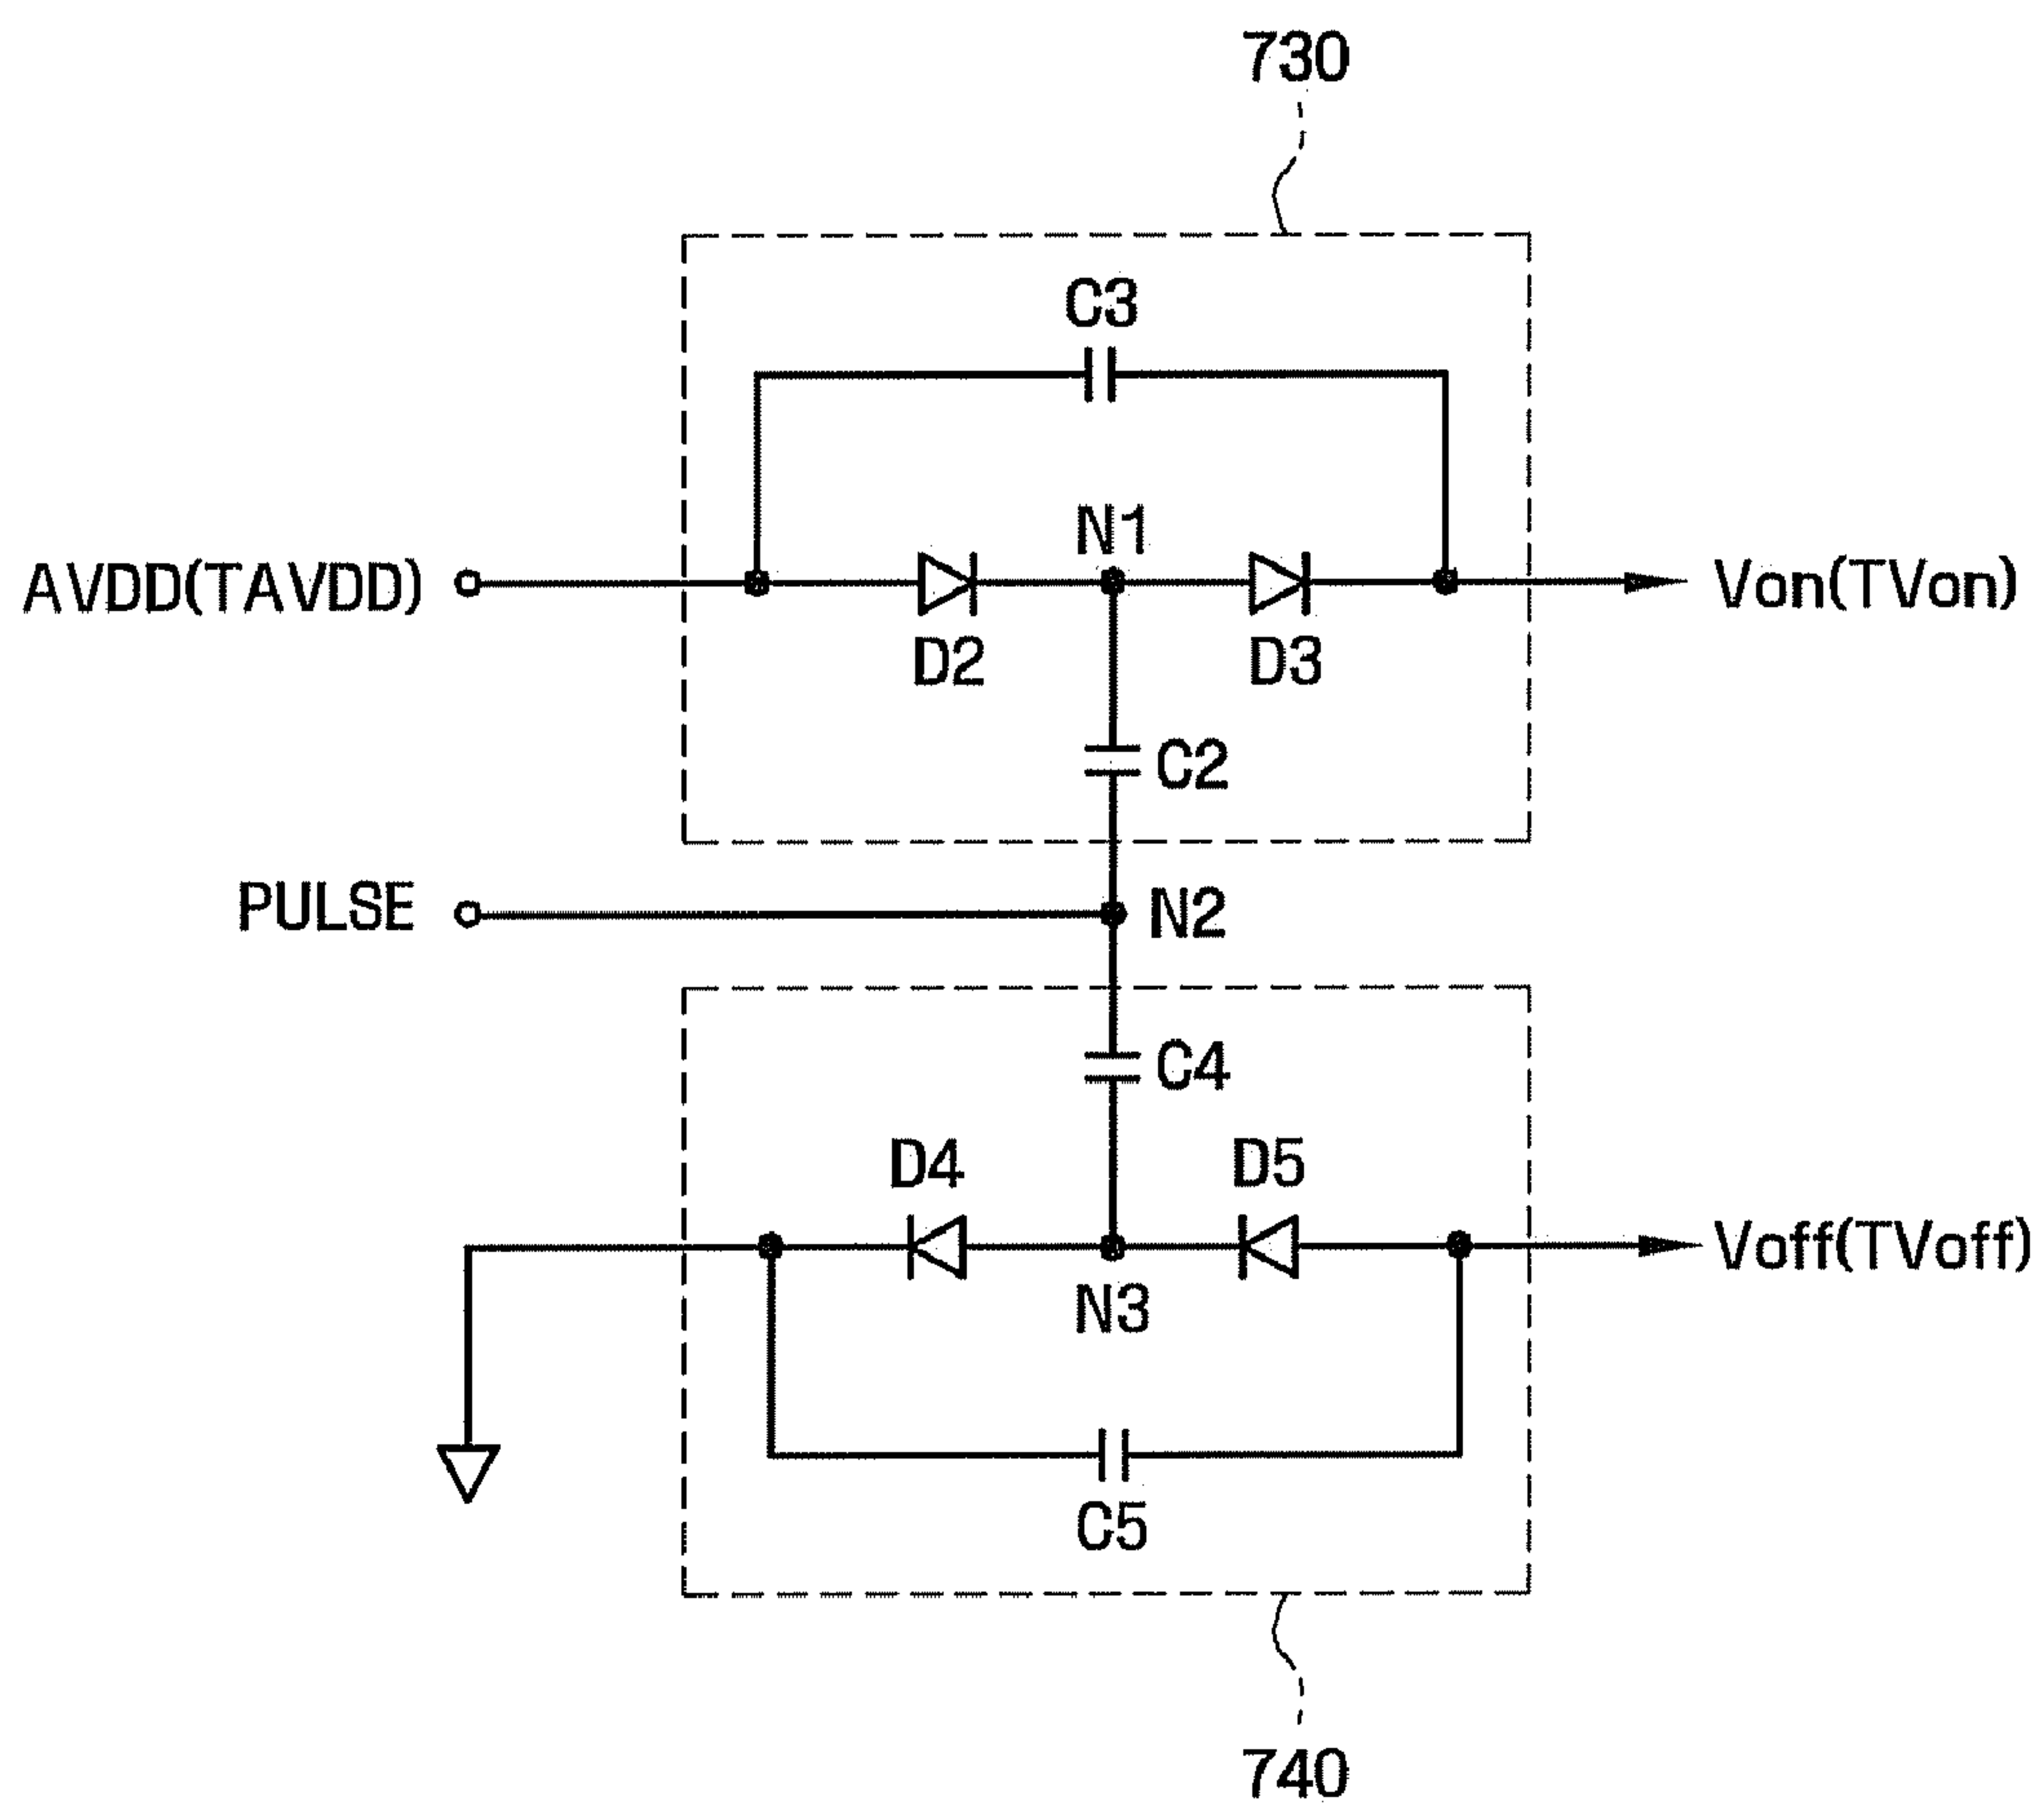 730
C3
N1
AVDD(TAVDD)
Von(TVon)
D2
D3
C2
PULSE
N2
C4
D4
D5
Voff(TVoff)
N3
C5
740